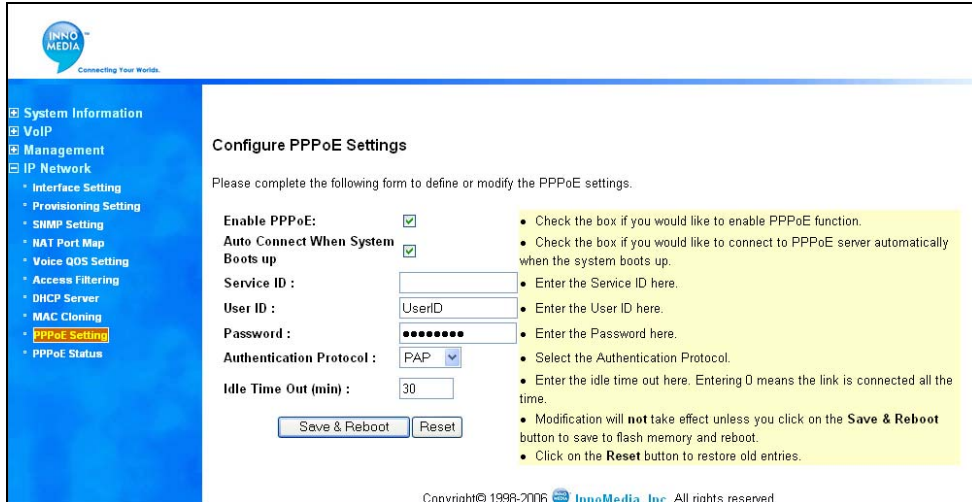 INNO
MEDIA
Connecting Your Worlds.
System Information
VoIP
Management
IP Network
Interface Setting
Provisioning Setting
SNMP Setting
NAT Port Map
Voice QOS Setting
Access Filtering
DHCP Server
MAC Cloning
PPPoE Setting
PPPoE Status
Configure PPPoE Settings
Please complete the following form to define or modify the PPPoE settings.
Enable PPPoE:
• Check the box if you would like to enable PPPoE function.
Auto Connect When System
Boots up
• Check the box if you would like to connect to PPPoE server automatically
when the system boots up.
Service ID :
• Enter the Service ID here.
User ID : UserID
• Enter the User ID here.
Password : ●●●●●●●●
• Enter the Password here.
Authentication Protocol : PAP
• Select the Authentication Protocol.
Idle Time Out (min) : 30
• Enter the idle time out here. Entering 0 means the link is connected all the
time.
• Modification will not take effect unless you click on the Save & Reboot
button to save to flash memory and reboot.
• Click on the Reset button to restore old entries.
Save & Reboot Reset
Copyright© 1998-2006 InnoMedia, Inc. All rights reserved